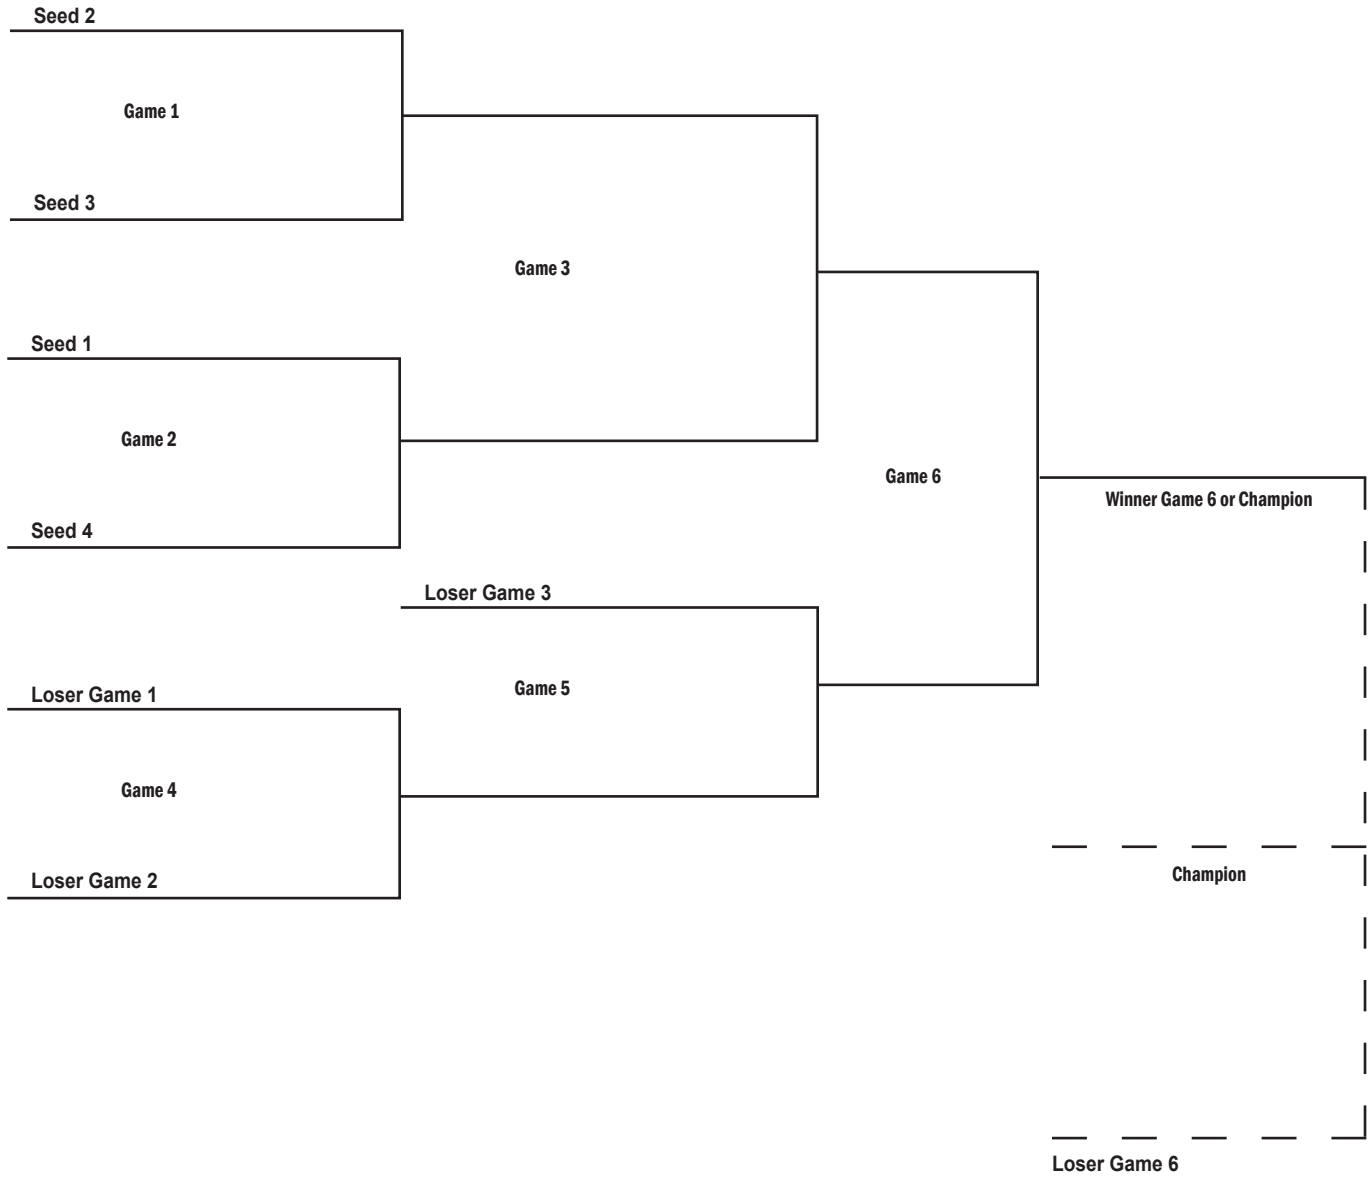 Seed 2
Game 1
Seed 3
Game 3
Seed 1
Game 2
Game 6
Winner Game 6 or Champion
Seed 4
Loser Game 3
Game 5
Loser Game 1
Game 4
Champion
Loser Game 2
Loser Game 6